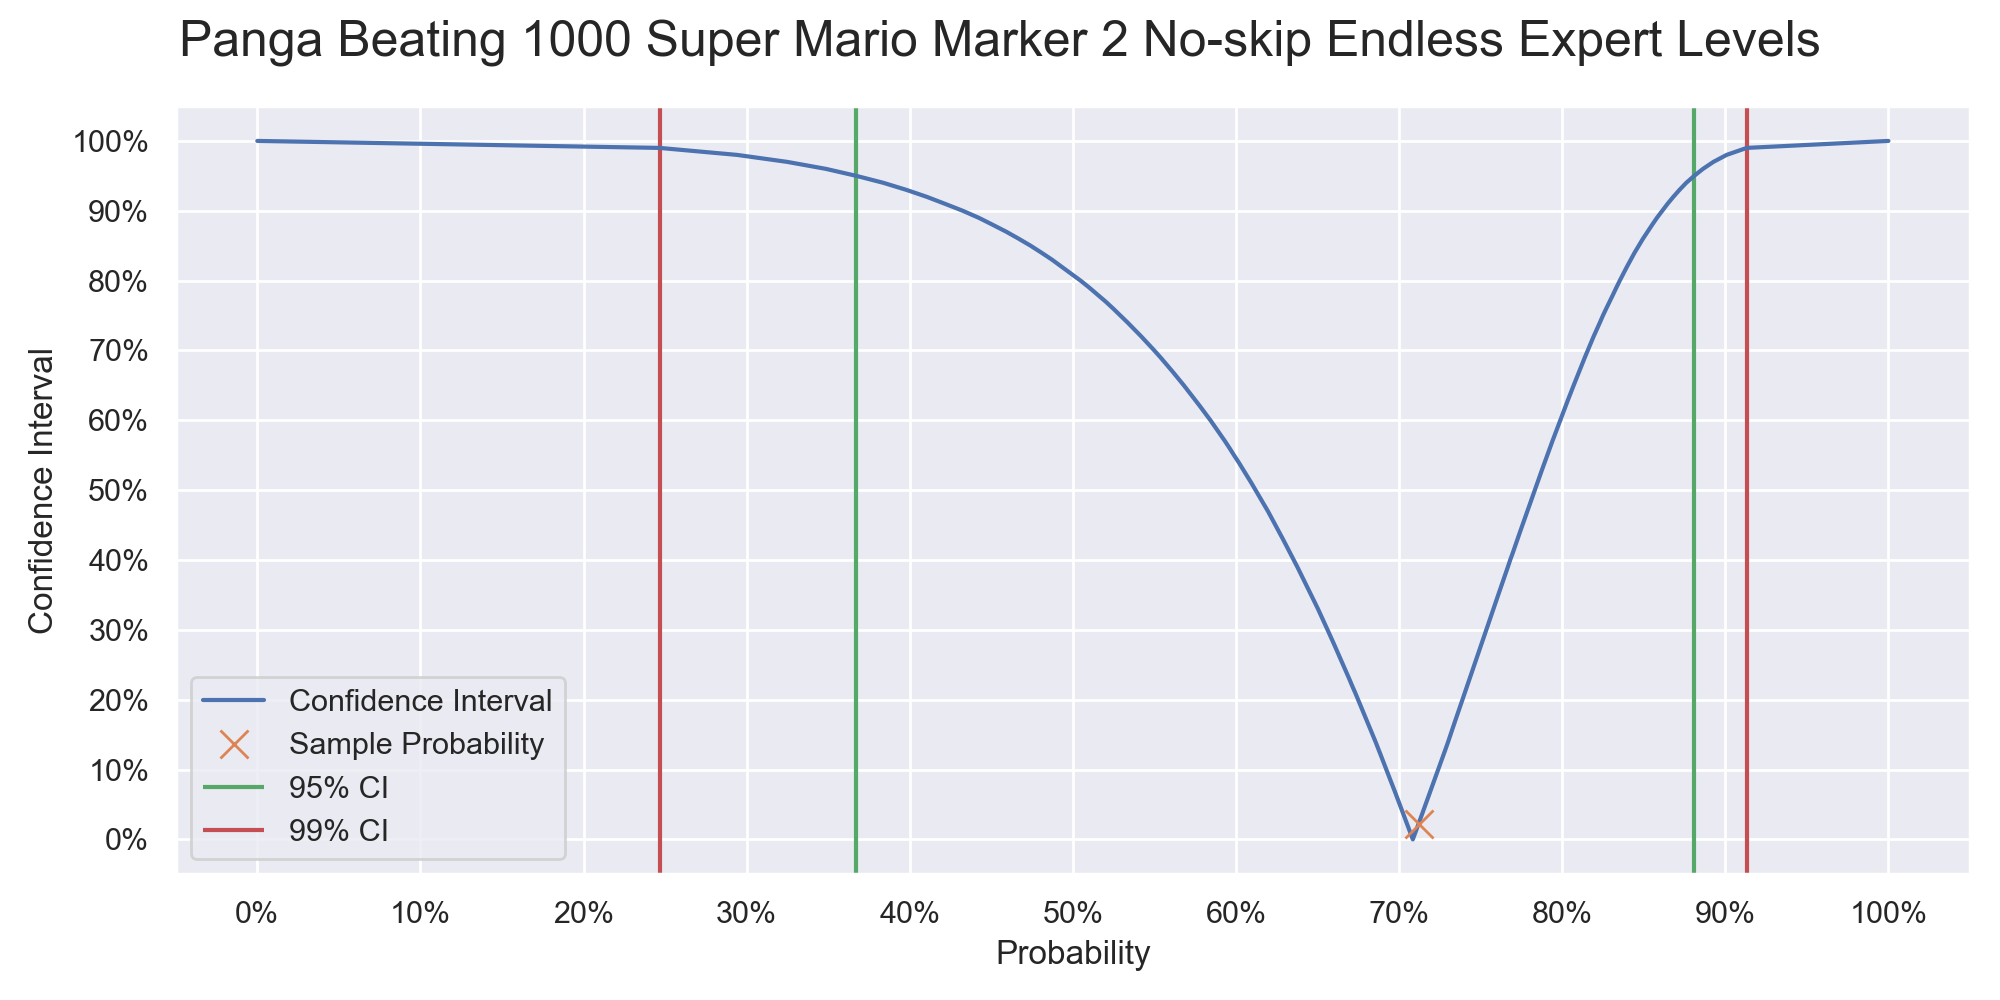 Panga Beating 1000 Super Mario Marker 2 No-skip Endless Expert Levels
100%
90%
80%
70%
60%
50%
40%
30%
20%
10%
0%
Confidence Interval
Confidence Interval
Sample Probability
95% CI
99% CI
0% 10% 20% 30% 40% 50% 60% 70% 80% 90% 100%
Probability